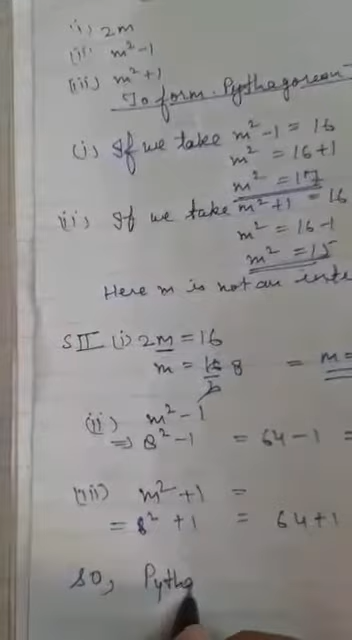 (i) 2m
(ii) m²-1
(iii) m²+1
To form Pythagorean
(i) If we take m²-1 = 16
m² = 16+1
m² = 17
(ii) If we take m²+1 = 16
m² = 16-1
m² = 15
Here m is not an inte
SII (i) 2m = 16
m = 16/2 8 = m =
(ii) m²-1
⇒ 8²-1 = 64-1 =
(iii) m²+1 =
= 8²+1 = 64+1
so, Pytha